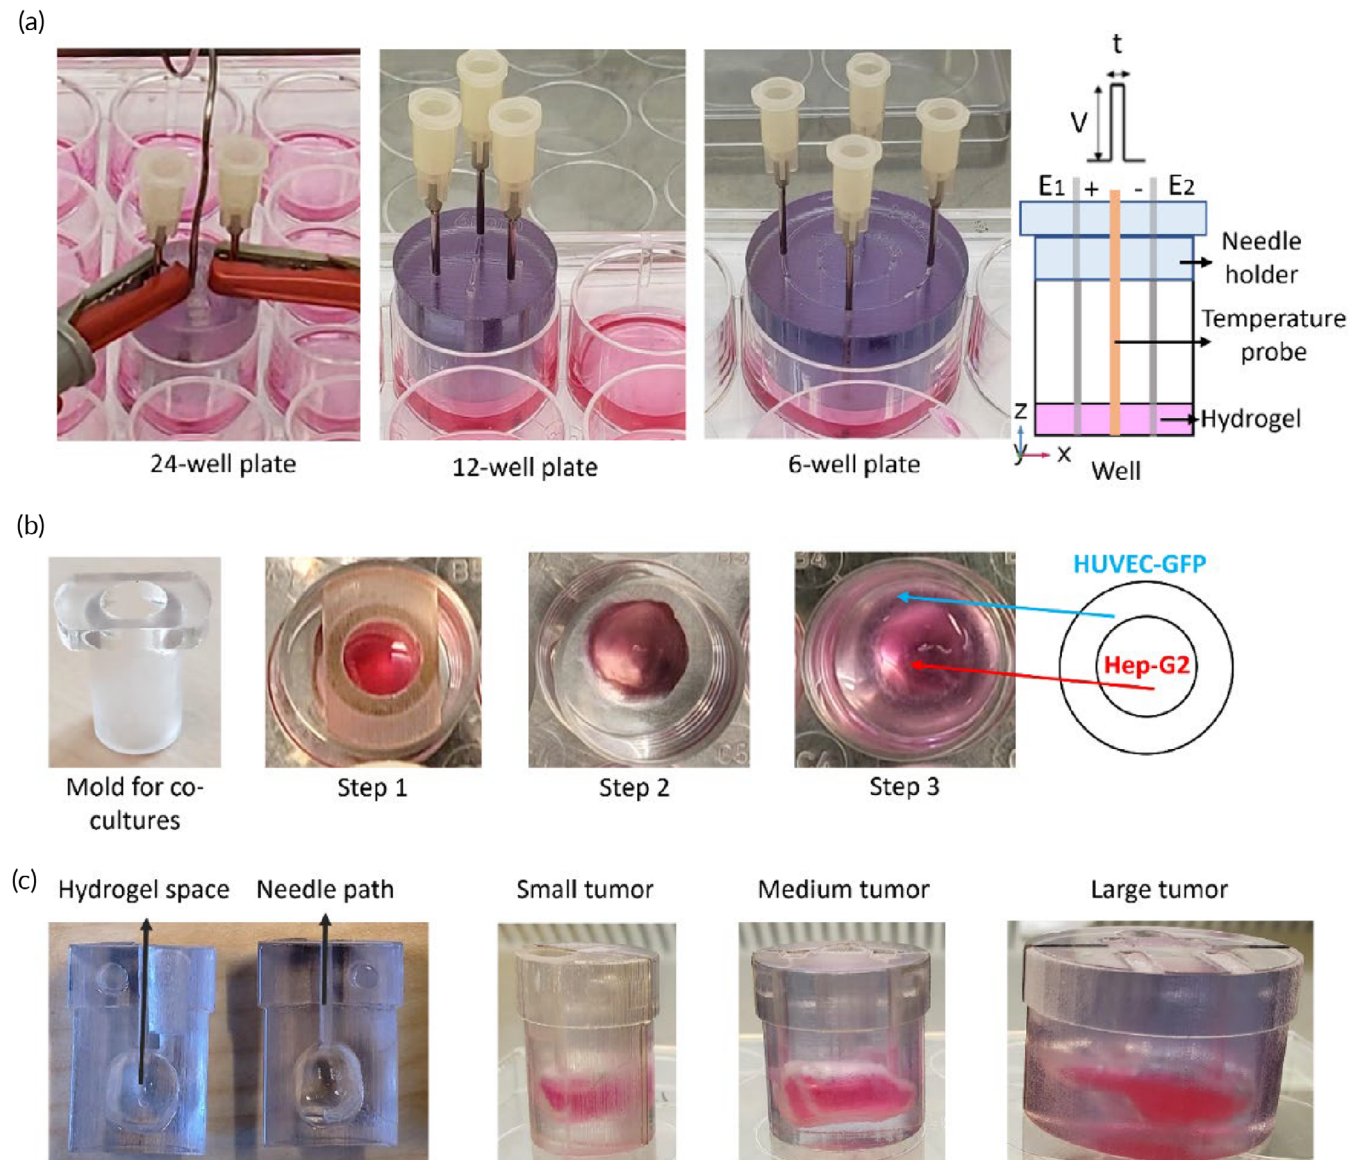 (a)
t
V
E1 + - E2
Needle
holder
Temperature
probe
Hydrogel
z
y x
Well
24-well plate
12-well plate
6-well plate
(b)
HUVEC-GFP
Hep-G2
Mold for co-
cultures
Step 1
Step 2
Step 3
(c)
Hydrogel space
Needle path
Small tumor
Medium tumor
Large tumor